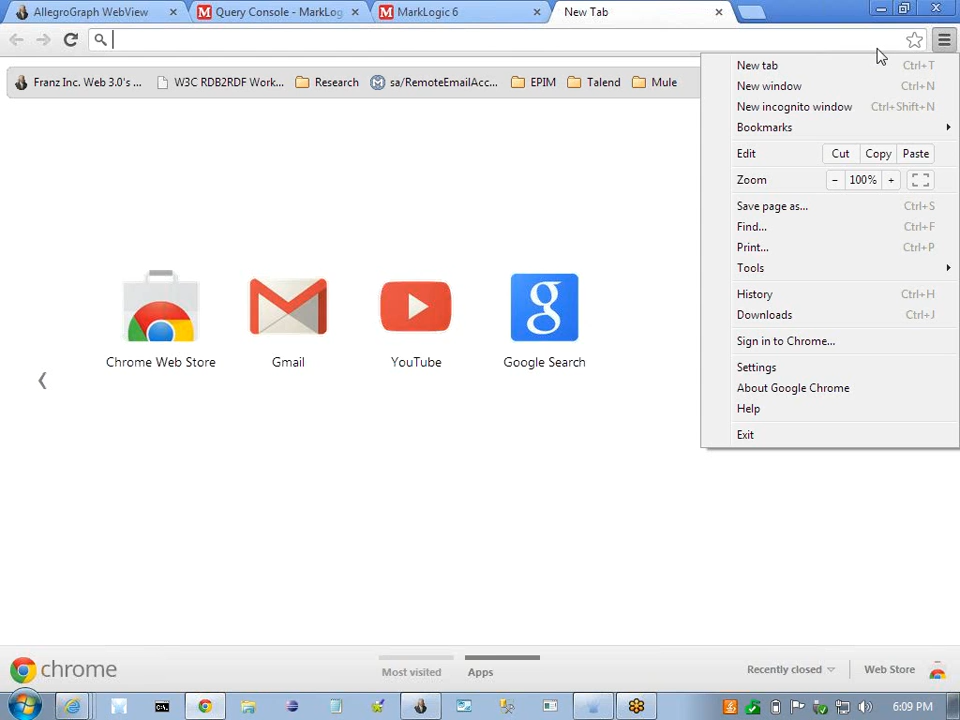 AllegroGraph WebView
Query Console - MarkLog
MarkLogic 6
New Tab
Franz Inc. Web 3.0's ...
W3C RDB2RDF Work...
Research
sa/RemoteEmailAcc...
EPIM
Talend
Mule
New tab Ctrl+T
New window Ctrl+N
New incognito window Ctrl+Shift+N
Bookmarks
Edit Cut Copy Paste
Zoom − 100% +
Save page as... Ctrl+S
Find... Ctrl+F
Print... Ctrl+P
Tools
History Ctrl+H
Downloads Ctrl+J
Sign in to Chrome...
Settings
About Google Chrome
Help
Exit
Chrome Web Store
Gmail
YouTube
Google Search
chrome
Most visited
Apps
Recently closed
Web Store
6:09 PM